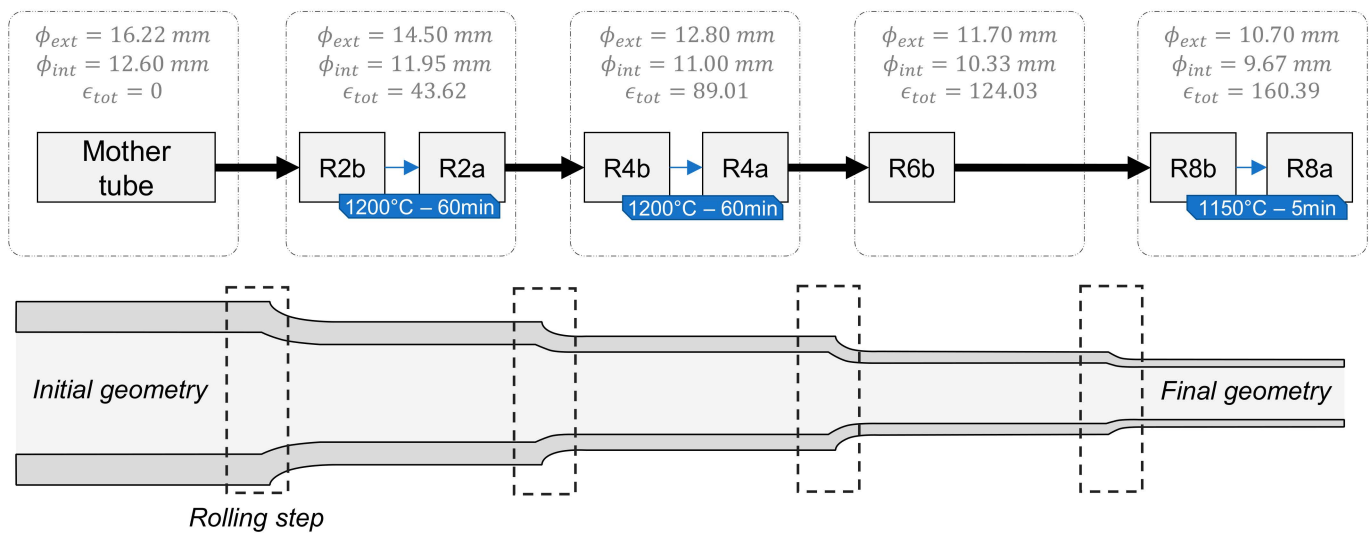 ϕext = 16.22 mm
ϕint = 12.60 mm
ϵtot = 0
Mother
tube
ϕext = 14.50 mm
ϕint = 11.95 mm
ϵtot = 43.62
R2b
R2a
1200°C – 60min
ϕext = 12.80 mm
ϕint = 11.00 mm
ϵtot = 89.01
R4b
R4a
1200°C – 60min
ϕext = 11.70 mm
ϕint = 10.33 mm
ϵtot = 124.03
R6b
ϕext = 10.70 mm
ϕint = 9.67 mm
ϵtot = 160.39
R8b
R8a
1150°C – 5min
Initial geometry
Final geometry
Rolling step